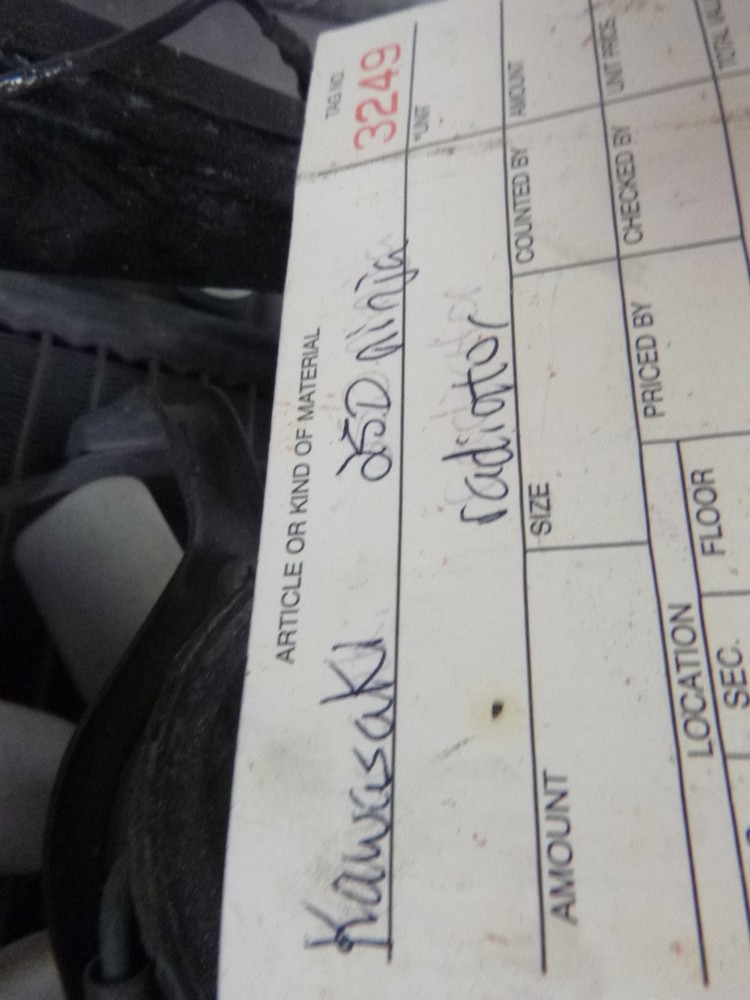 TAG NO.
3249
ARTICLE OR KIND OF MATERIAL
Kawasaki 250 ninja
*UNIT
radiator
AMOUNT SIZE COUNTED BY AMOUNT
PRICED BY CHECKED BY UNIT PRICE
LOCATION
SEC. FLOOR